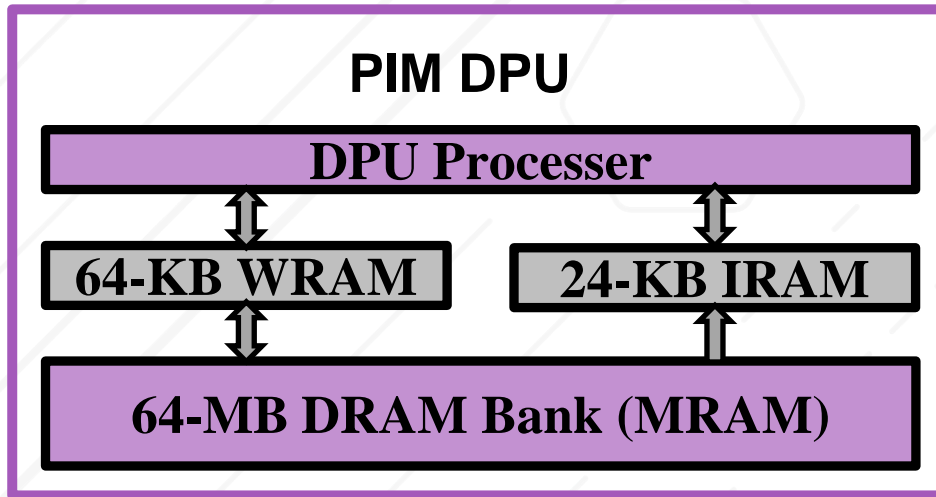 PIM DPU
DPU Processer
64-KB WRAM
24-KB IRAM
64-MB DRAM Bank (MRAM)